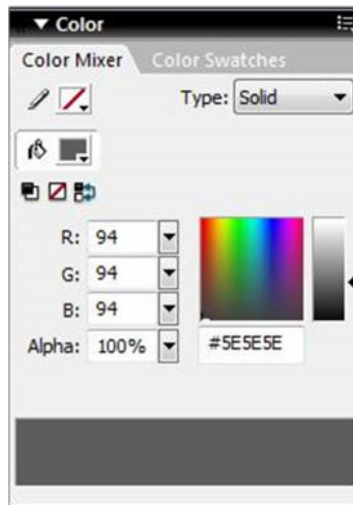 Color
Color Mixer Color Swatches
Type: Solid
R: 94
G: 94
B: 94
Alpha: 100% #5E5E5E